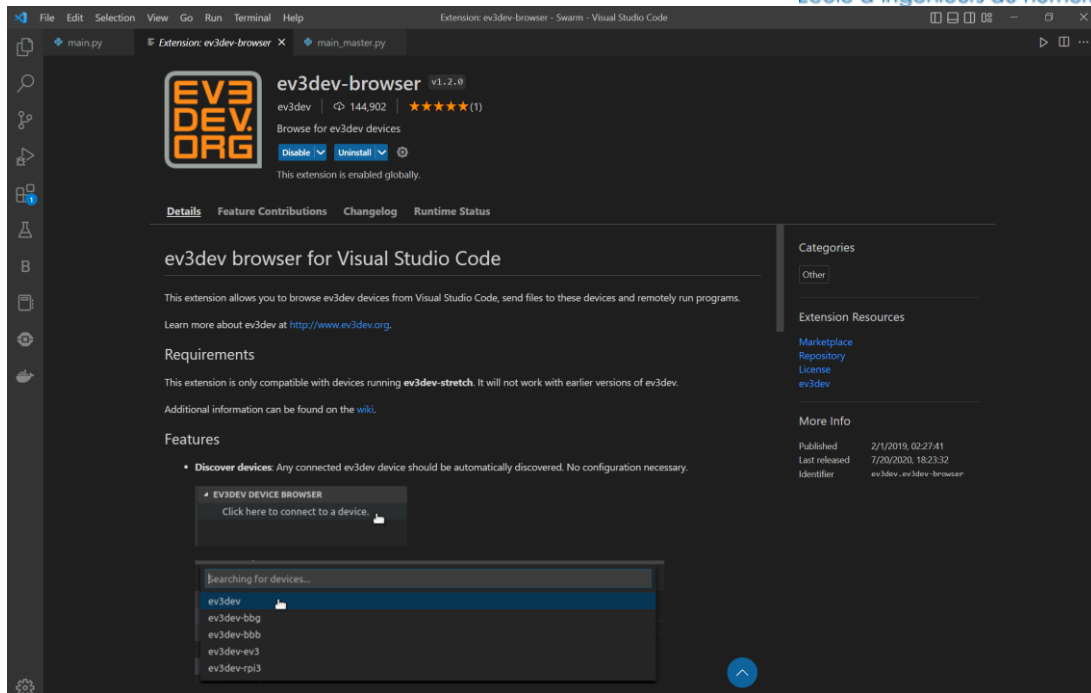 File Edit Selection View Go Run Terminal Help
Extension: ev3dev-browser - Swarm - Visual Studio Code
main.py
Extension: ev3dev-browser
main_master.py
EV3
DEV.
ORG
ev3dev-browser v1.2.0
ev3dev 144,902 (1)
Browse for ev3dev devices
Disable Uninstall
This extension is enabled globally.
1
B
Details Feature Contributions Changelog Runtime Status
ev3dev browser for Visual Studio Code
This extension allows you to browse ev3dev devices from Visual Studio Code, send files to these devices and remotely run programs.
Learn more about ev3dev at http://www.ev3dev.org.
Requirements
This extension is only compatible with devices running ev3dev-stretch. It will not work with earlier versions of ev3dev.
Additional information can be found on the wiki.
Features
• Discover devices: Any connected ev3dev device should be automatically discovered. No configuration necessary.
EV3DEV DEVICE BROWSER
Click here to connect to a device.
Searching for devices...
ev3dev
ev3dev-bbg
ev3dev-bbb
ev3dev-ev3
ev3dev-rpi3
Categories
Other
Extension Resources
Marketplace
Repository
License
ev3dev
More Info
Published 2/1/2019, 02:27:41
Last released 7/20/2020, 18:23:32
Identifier ev3dev.ev3dev-browser